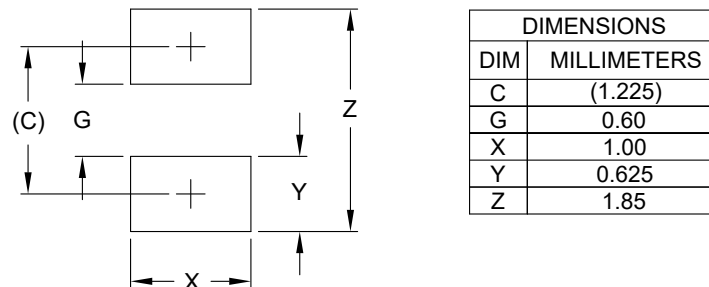 (C)
G
Z
Y
X
DIMENSIONS
DIM MILLIMETERS
C (1.225)
G 0.60
X 1.00
Y 0.625
Z 1.85